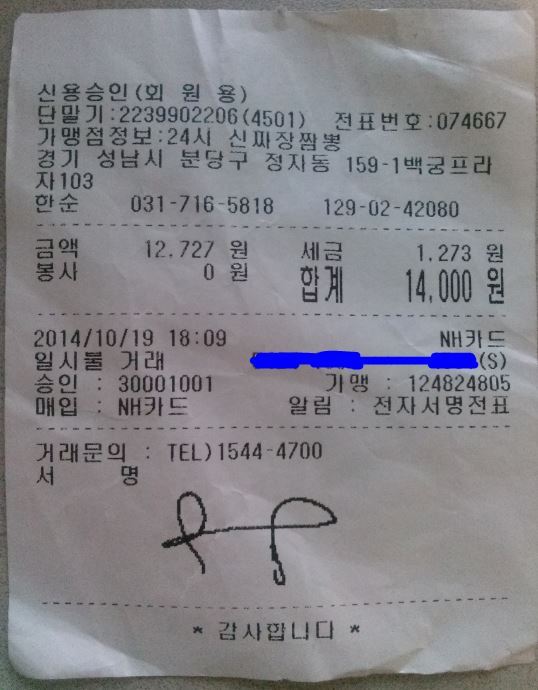 신용승인(회 원 용)
단말기:2239902206(4501) 전표번호:074667
가맹점정보:24시 신짜장짬뽕
경기 성남시 분당구 정자동 159-1백궁프라
자103
한순 031-716-5818 129-02-42080
금액 12,727 원 세금 1,273 원
봉사 0 원 합계 14,000 원
2014/10/19 18:09 NH카드
일시불 거래 (S)
승인 : 30001001 가맹 : 124824805
매입 : NH카드 알림 : 전자서명전표
거래문의 : TEL)1544-4700
서 명
* 감사합니다 *